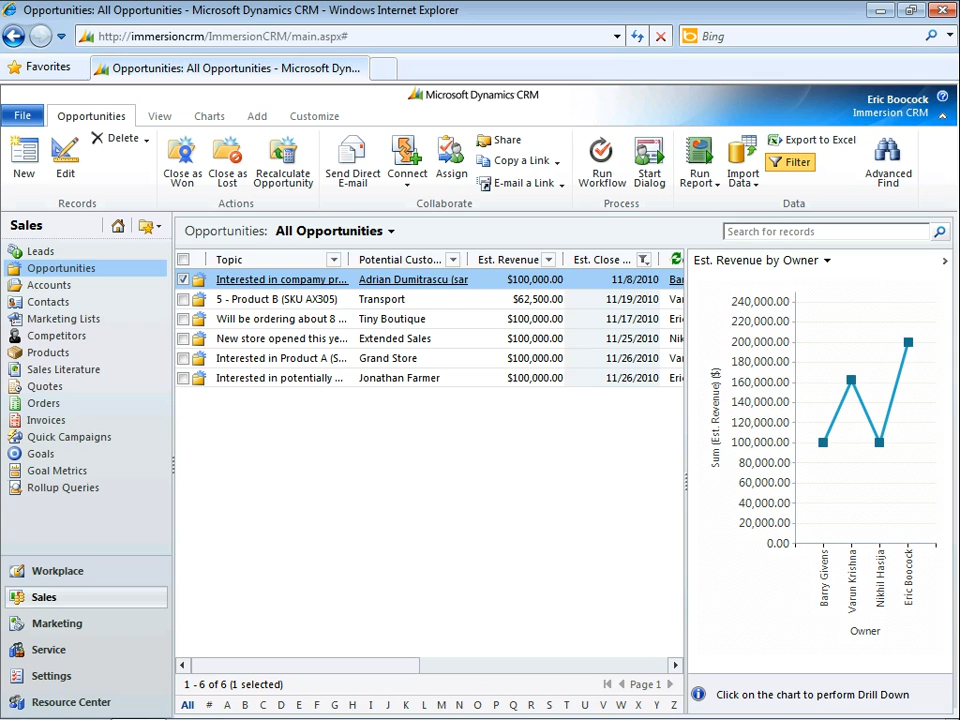 Opportunities: All Opportunities - Microsoft Dynamics CRM - Windows Internet Explorer
http://immersioncrm/ImmersionCRM/main.aspx#
Bing
Favorites
Opportunities: All Opportunities - Microsoft Dyn...
Microsoft Dynamics CRM
Eric Boocock
Immersion CRM
File Opportunities View Charts Add Customize
New
Edit
Delete
Records
Close as Won
Close as Lost
Recalculate Opportunity
Actions
Send Direct E-mail
Connect
Assign
Share
Copy a Link
E-mail a Link
Collaborate
Run Workflow
Start Dialog
Process
Run Report
Import Data
Export to Excel
Filter
Advanced Find
Data
Sales
Leads
Opportunities
Accounts
Contacts
Marketing Lists
Competitors
Products
Sales Literature
Quotes
Orders
Invoices
Quick Campaigns
Goals
Goal Metrics
Rollup Queries
Workplace
Sales
Marketing
Service
Settings
Resource Center
Opportunities: All Opportunities
Search for records
Topic Potential Custo... Est. Revenue Est. Close ...
Interested in company pr... Adrian Dumitrascu (sar $100,000.00 11/8/2010 Bar
5 - Product B (SKU AX305) Transport $62,500.00 11/19/2010 Var
Will be ordering about 8 ... Tiny Boutique $100,000.00 11/17/2010 Eric
New store opened this ye... Extended Sales $100,000.00 11/25/2010 Nik
Interested in Product A (S... Grand Store $100,000.00 11/26/2010 Var
Interested in potentially ... Jonathan Farmer $100,000.00 11/26/2010 Eric
1 - 6 of 6 (1 selected)
Page 1
All # A B C D E F G H I J K L M N O P Q R S T U V W X Y Z
Est. Revenue by Owner
Sum (Est. Revenue) ($)
240,000.00
220,000.00
200,000.00
180,000.00
160,000.00
140,000.00
120,000.00
100,000.00
80,000.00
60,000.00
40,000.00
20,000.00
0.00
Barry Givens
Varun Krishna
Nikhil Hasija
Eric Boocock
Owner
Click on the chart to perform Drill Down